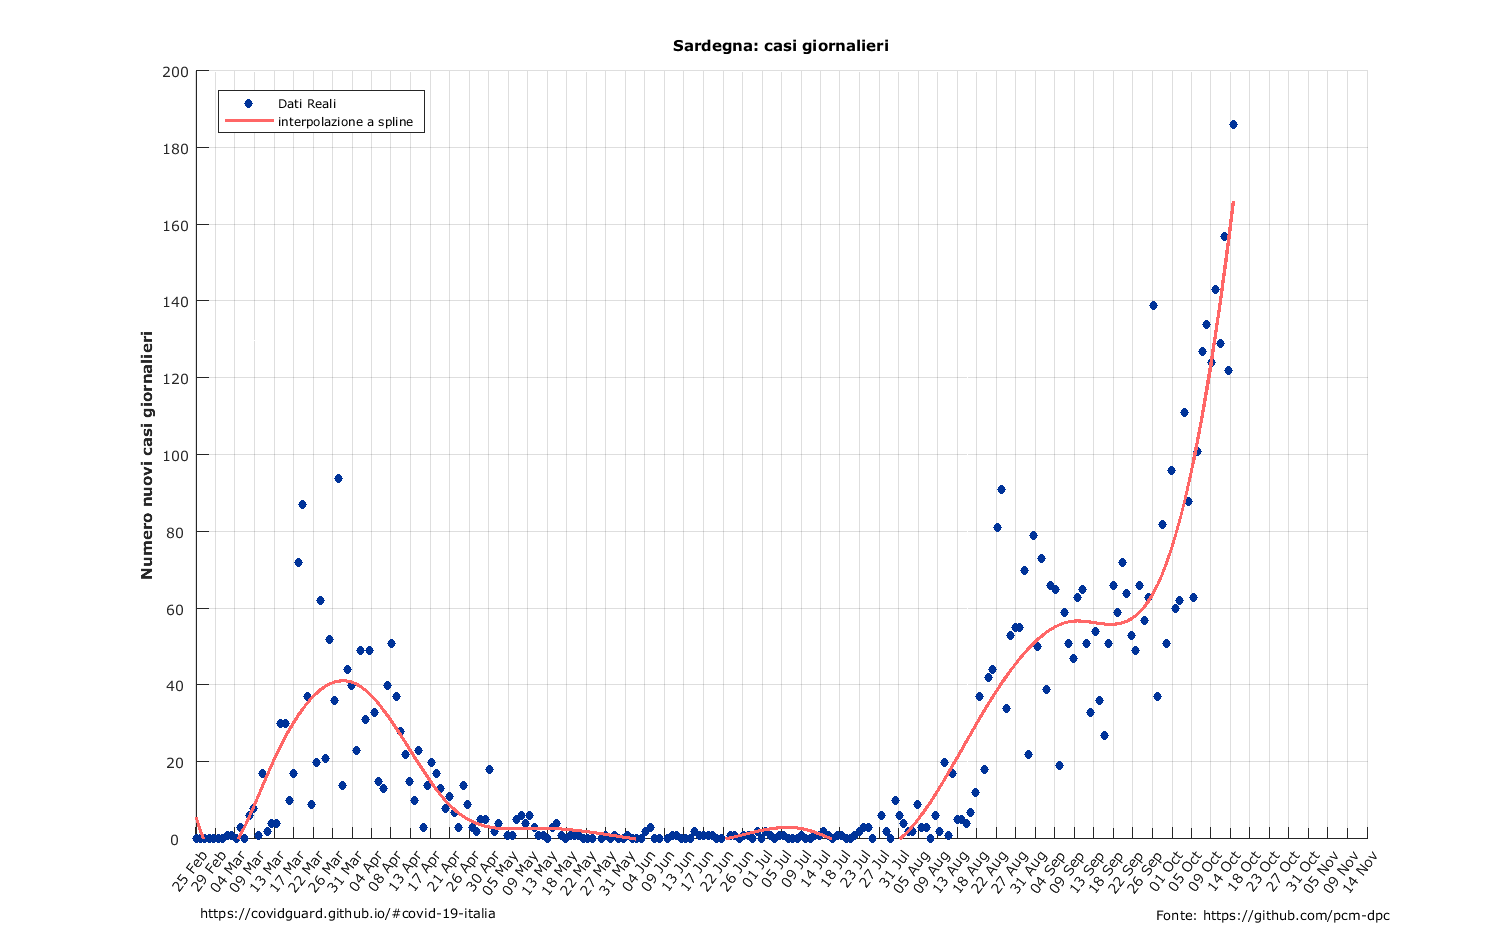 Sardegna: casi giornalieri
Dati Reali
interpolazione a spline
Numero nuovi casi giornalieri
200
180
160
140
120
100
80
60
40
20
0
25 Feb
29 Feb
04 Mar
09 Mar
13 Mar
17 Mar
22 Mar
26 Mar
31 Mar
04 Apr
08 Apr
13 Apr
17 Apr
21 Apr
26 Apr
30 Apr
05 May
09 May
13 May
18 May
22 May
27 May
31 May
04 Jun
09 Jun
13 Jun
17 Jun
22 Jun
26 Jun
01 Jul
05 Jul
09 Jul
14 Jul
18 Jul
23 Jul
27 Jul
31 Jul
05 Aug
09 Aug
13 Aug
18 Aug
22 Aug
27 Aug
31 Aug
04 Sep
09 Sep
13 Sep
18 Sep
22 Sep
26 Sep
01 Oct
05 Oct
09 Oct
14 Oct
18 Oct
23 Oct
27 Oct
31 Oct
05 Nov
09 Nov
14 Nov
https://covidguard.github.io/#covid-19-italia
Fonte: https://github.com/pcm-dpc